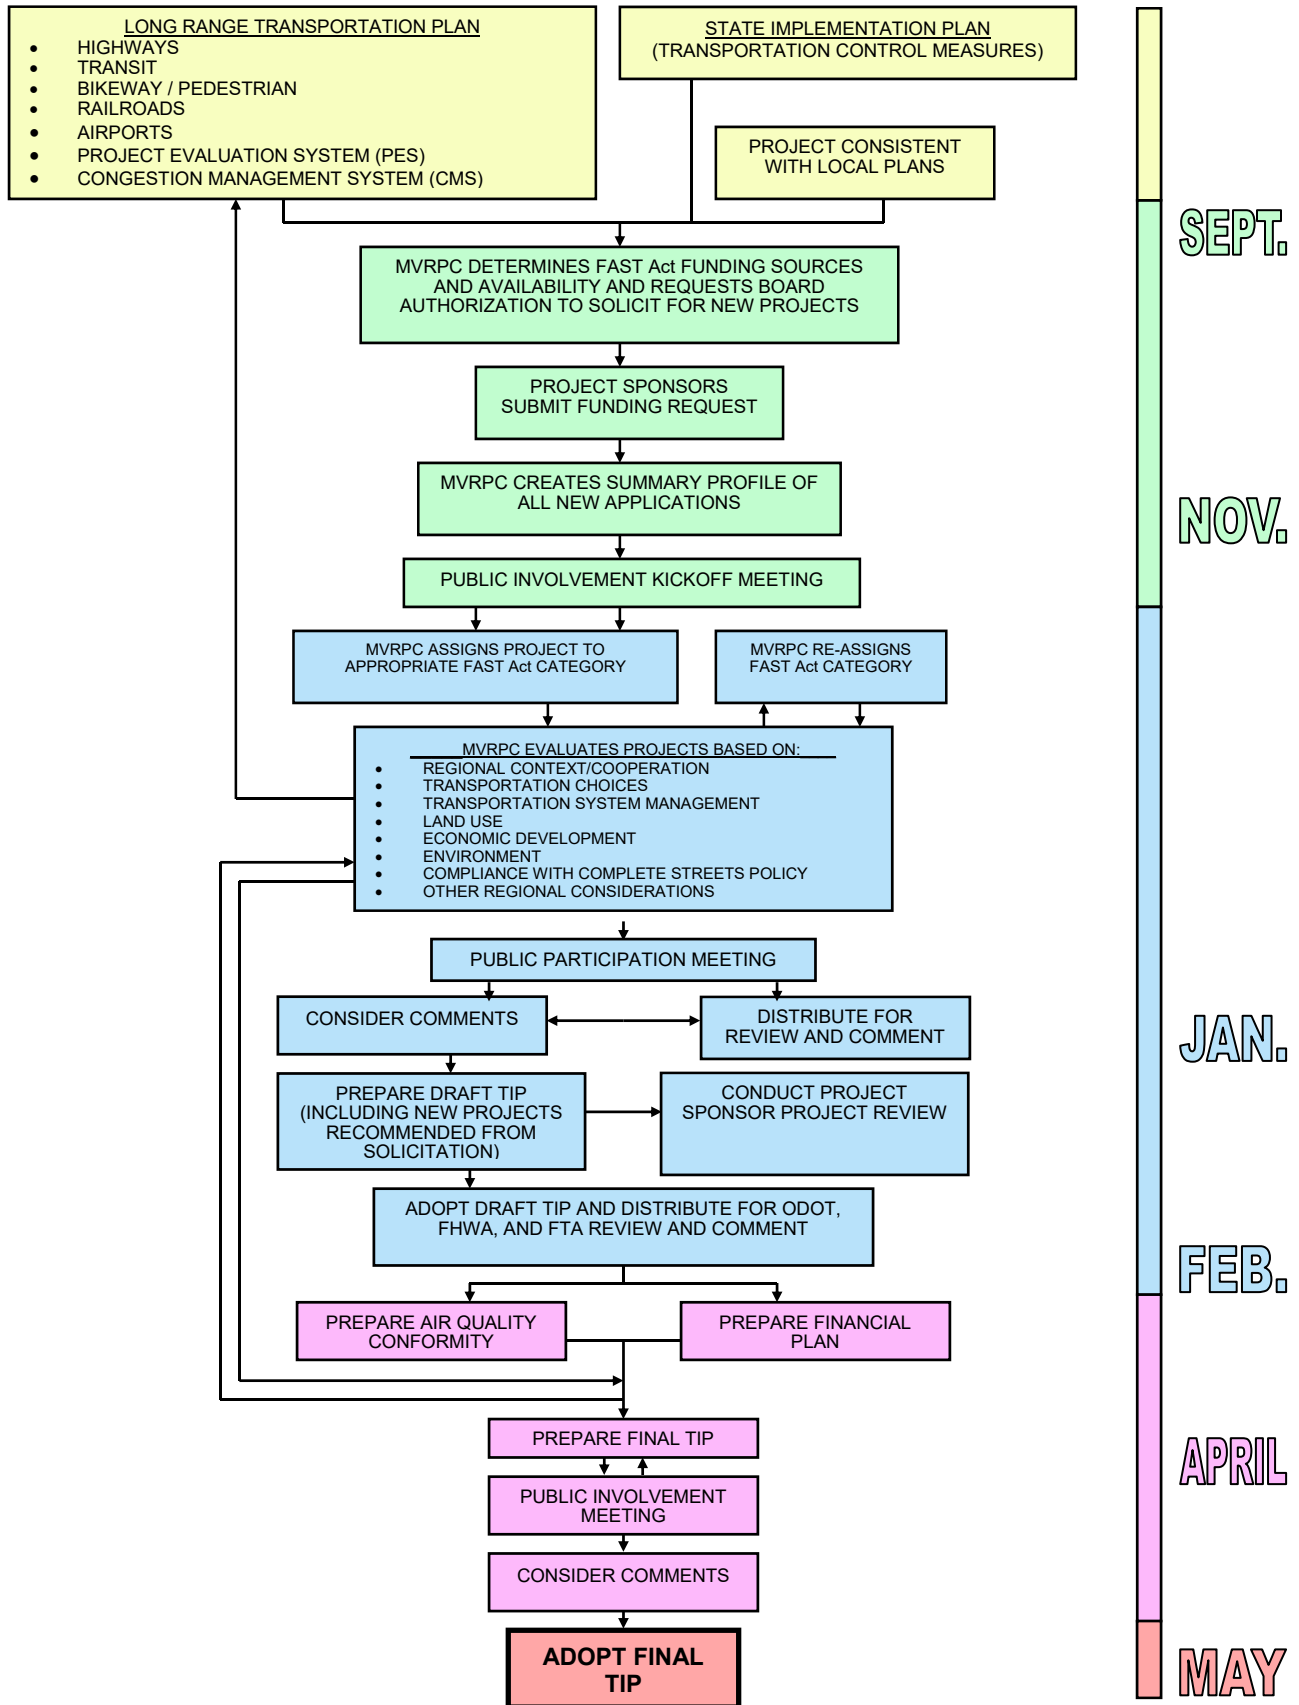 LONG RANGE TRANSPORTATION PLAN
• HIGHWAYS
• TRANSIT
• BIKEWAY / PEDESTRIAN
• RAILROADS
• AIRPORTS
• PROJECT EVALUATION SYSTEM (PES)
• CONGESTION MANAGEMENT SYSTEM (CMS)
STATE IMPLEMENTATION PLAN
(TRANSPORTATION CONTROL MEASURES)
PROJECT CONSISTENT
WITH LOCAL PLANS
SEPT.
MVRPC DETERMINES FAST Act FUNDING SOURCES
AND AVAILABILITY AND REQUESTS BOARD
AUTHORIZATION TO SOLICIT FOR NEW PROJECTS
PROJECT SPONSORS
SUBMIT FUNDING REQUEST
MVRPC CREATES SUMMARY PROFILE OF
ALL NEW APPLICATIONS
NOV.
PUBLIC INVOLVEMENT KICKOFF MEETING
MVRPC ASSIGNS PROJECT TO
APPROPRIATE FAST Act CATEGORY
MVRPC RE-ASSIGNS
FAST Act CATEGORY
MVRPC EVALUATES PROJECTS BASED ON:
• REGIONAL CONTEXT/COOPERATION
• TRANSPORTATION CHOICES
• TRANSPORTATION SYSTEM MANAGEMENT
• LAND USE
• ECONOMIC DEVELOPMENT
• ENVIRONMENT
• COMPLIANCE WITH COMPLETE STREETS POLICY
• OTHER REGIONAL CONSIDERATIONS
PUBLIC PARTICIPATION MEETING
CONSIDER COMMENTS
DISTRIBUTE FOR
REVIEW AND COMMENT
JAN.
PREPARE DRAFT TIP
(INCLUDING NEW PROJECTS
RECOMMENDED FROM
SOLICITATION)
CONDUCT PROJECT
SPONSOR PROJECT REVIEW
ADOPT DRAFT TIP AND DISTRIBUTE FOR ODOT,
FHWA, AND FTA REVIEW AND COMMENT
FEB.
PREPARE AIR QUALITY
CONFORMITY
PREPARE FINANCIAL
PLAN
PREPARE FINAL TIP
APRIL
PUBLIC INVOLVEMENT
MEETING
CONSIDER COMMENTS
ADOPT FINAL
TIP
MAY